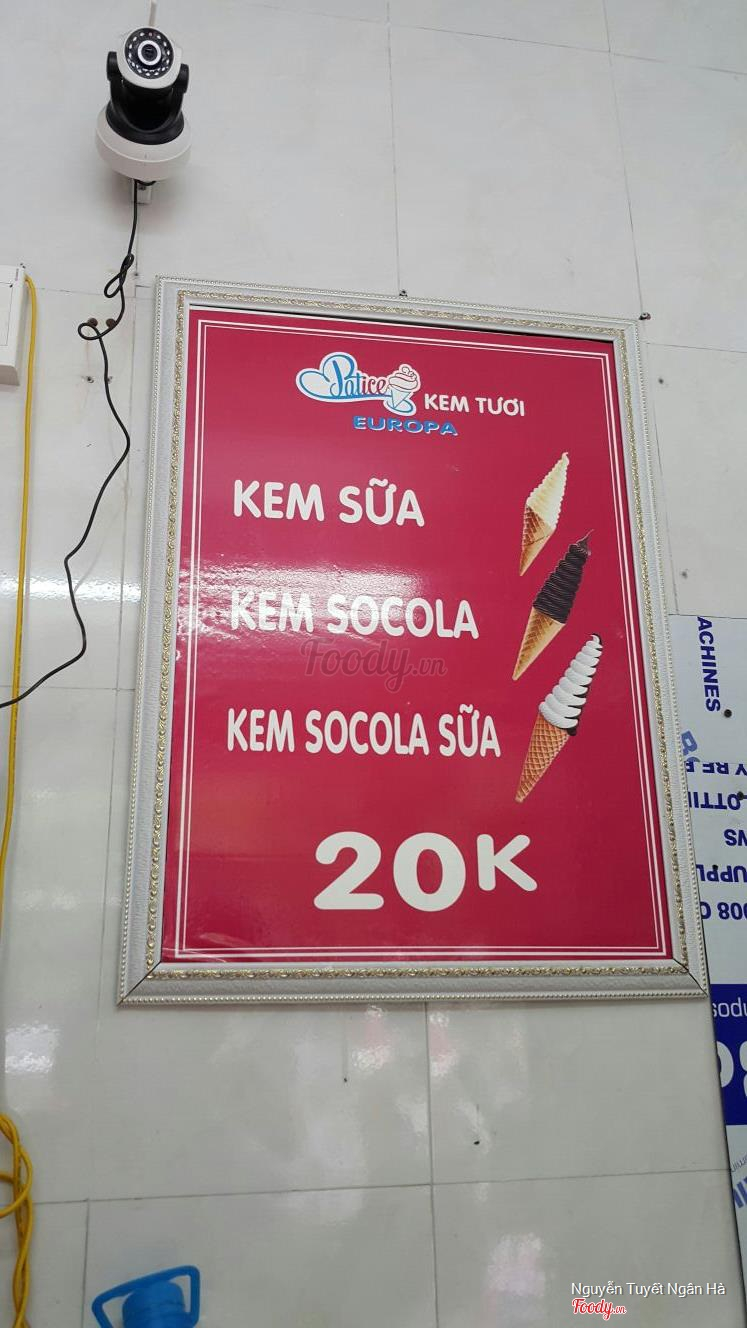 Patice
KEM TƯƠI
EUROPA
KEM SỮA
KEM SOCOLA
Foody.vn
KEM SOCOLA SỮA
20K
ACHINES
Nguyễn Tuyết Ngân Hà
Foody.vn